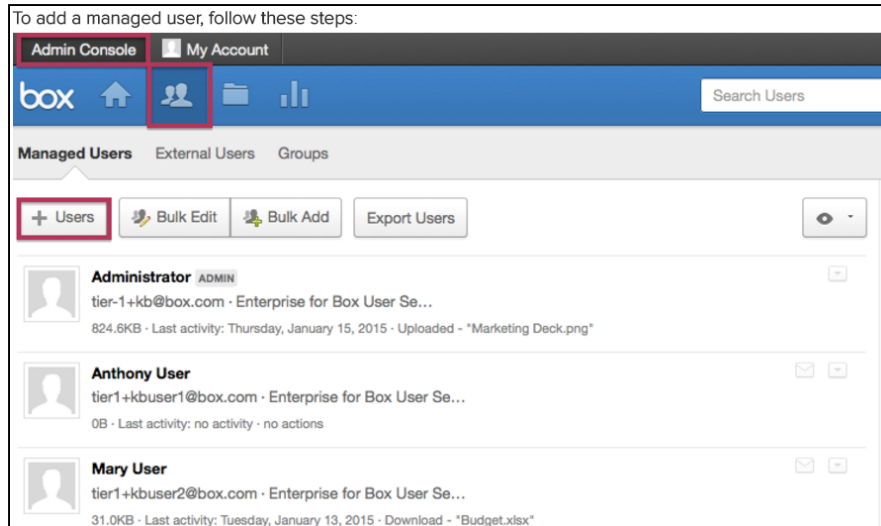 To add a managed user, follow these steps:
Admin Console My Account
box Search Users
Managed Users External Users Groups
+ Users Bulk Edit Bulk Add Export Users
Administrator ADMIN
tier-1+kb@box.com · Enterprise for Box User Se...
824.6KB · Last activity: Thursday, January 15, 2015 · Uploaded - "Marketing Deck.png"
Anthony User
tier1+kbuser1@box.com · Enterprise for Box User Se...
0B · Last activity: no activity · no actions
Mary User
tier1+kbuser2@box.com · Enterprise for Box User Se...
31.0KB · Last activity: Tuesday, January 13, 2015 · Download - "Budget.xlsx"